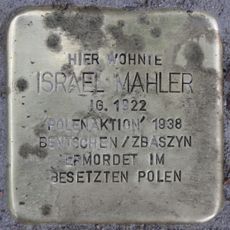 HIER WOHNTE
ISRAEL MAHLER
JG. 1922
'POLENAKTION' 1938
BENTSCHEN/ZBASZYN
ERMORDET IM
BESETZTEN POLEN